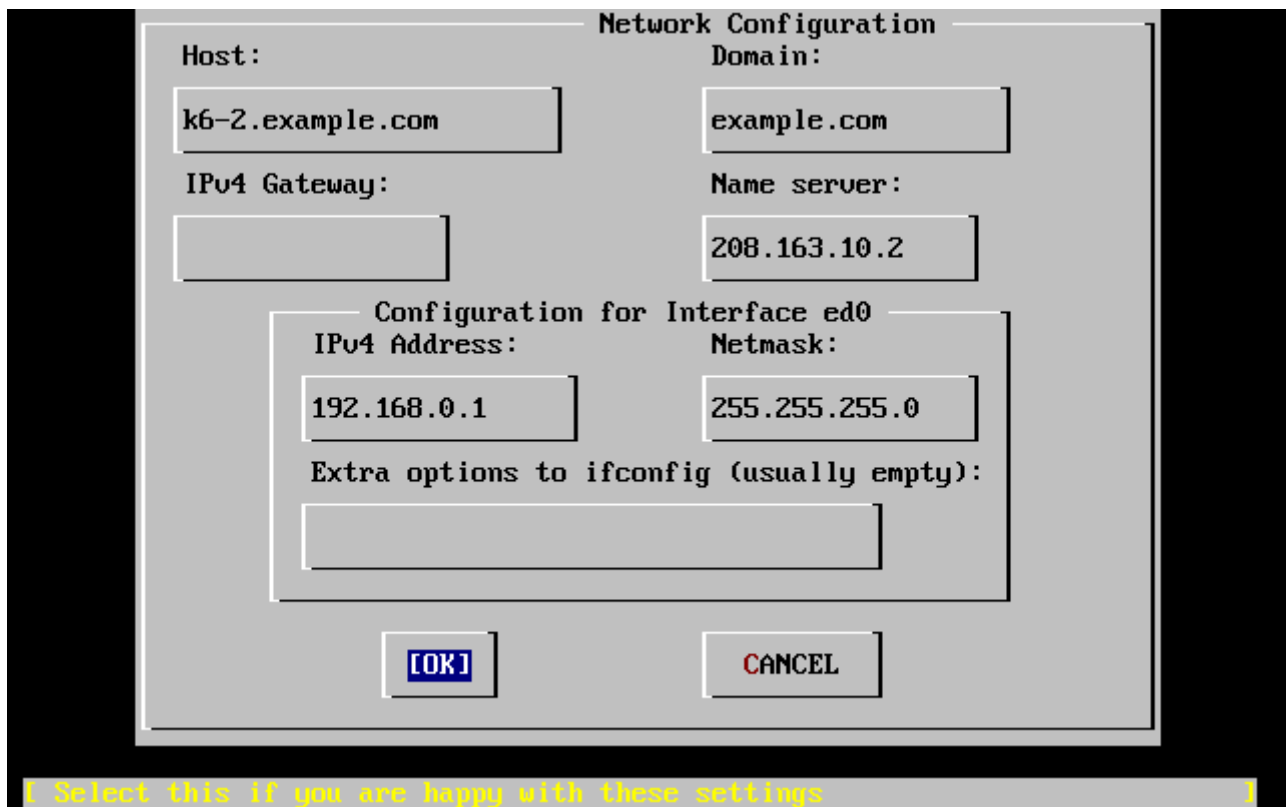 Network Configuration
Host: Domain:
k6-2.example.com example.com
IPv4 Gateway: Name server:
208.163.10.2
Configuration for Interface ed0
IPv4 Address: Netmask:
192.168.0.1 255.255.255.0
Extra options to ifconfig (usually empty):
[OK] CANCEL
[ Select this if you are happy with these settings ]